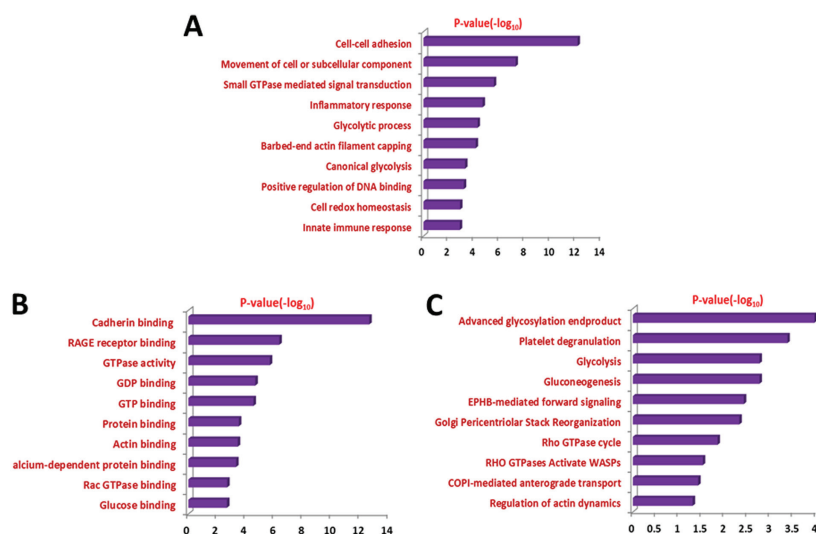 A
P-value(-log10)
Cell-cell adhesion
Movement of cell or subcellular component
Small GTPase mediated signal transduction
Inflammatory response
Glycolytic process
Barbed-end actin filament capping
Canonical glycolysis
Positive regulation of DNA binding
Cell redox homeostasis
Innate immune response
0 2 4 6 8 10 12 14
B
P-value(-log10)
Cadherin binding
RAGE receptor binding
GTPase activity
GDP binding
GTP binding
Protein binding
Actin binding
alcium-dependent protein binding
Rac GTPase binding
Glucose binding
0 2 4 6 8 10 12 14
C
P-value(-log10)
Advanced glycosylation endproduct
Platelet degranulation
Glycolysis
Gluconeogenesis
EPHB-mediated forward signaling
Golgi Pericentriolar Stack Reorganization
Rho GTPase cycle
RHO GTPases Activate WASPs
COPI-mediated anterograde transport
Regulation of actin dynamics
0 0.5 1 1.5 2 2.5 3 3.5 4